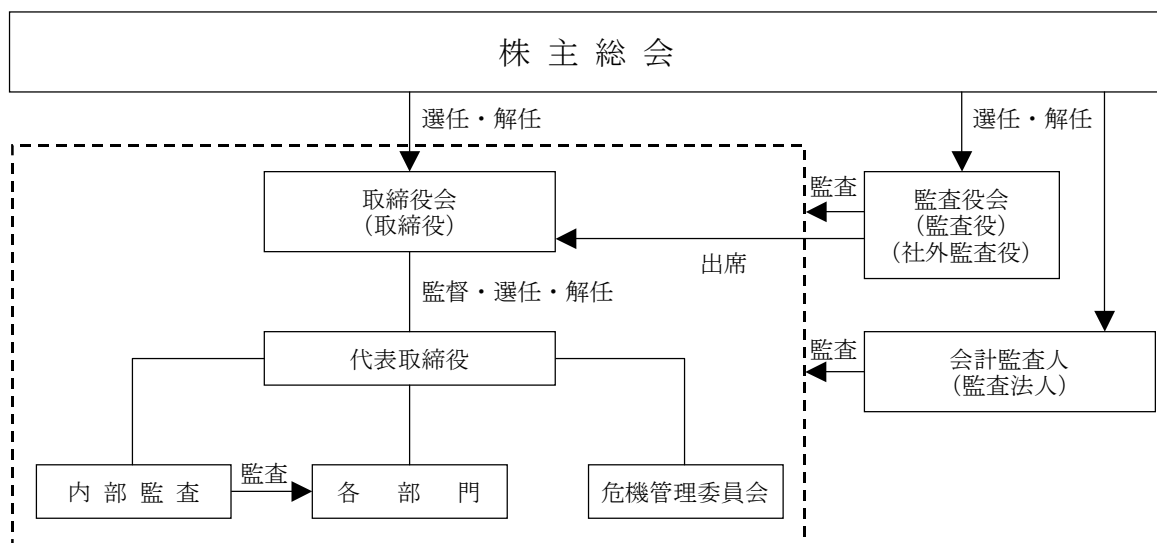 株主総会
選任・解任
選任・解任
取締役会
（取締役）
監査
監査役会
（監査役）
（社外監査役）
出席
監督・選任・解任
代表取締役
監査
会計監査人
（監査法人）
内部監査
監査
各部門
危機管理委員会